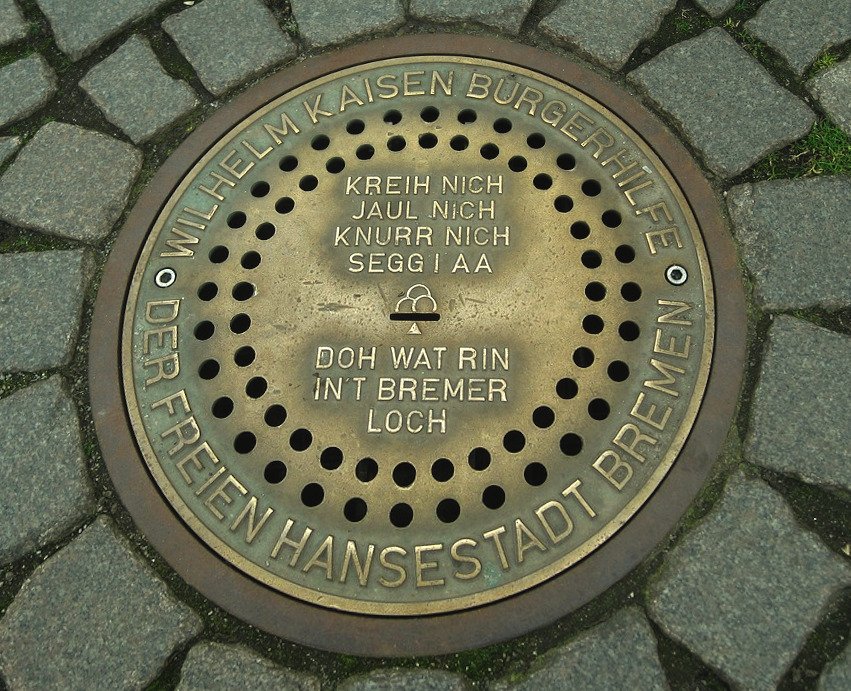 WILHELM KAISEN BÜRGERHILFE
KREIH NICH
JAUL NICH
KNURR NICH
SEGG I AA
DOH WAT RIN
IN'T BREMER
LOCH
DER FREIEN HANSESTADT BREMEN